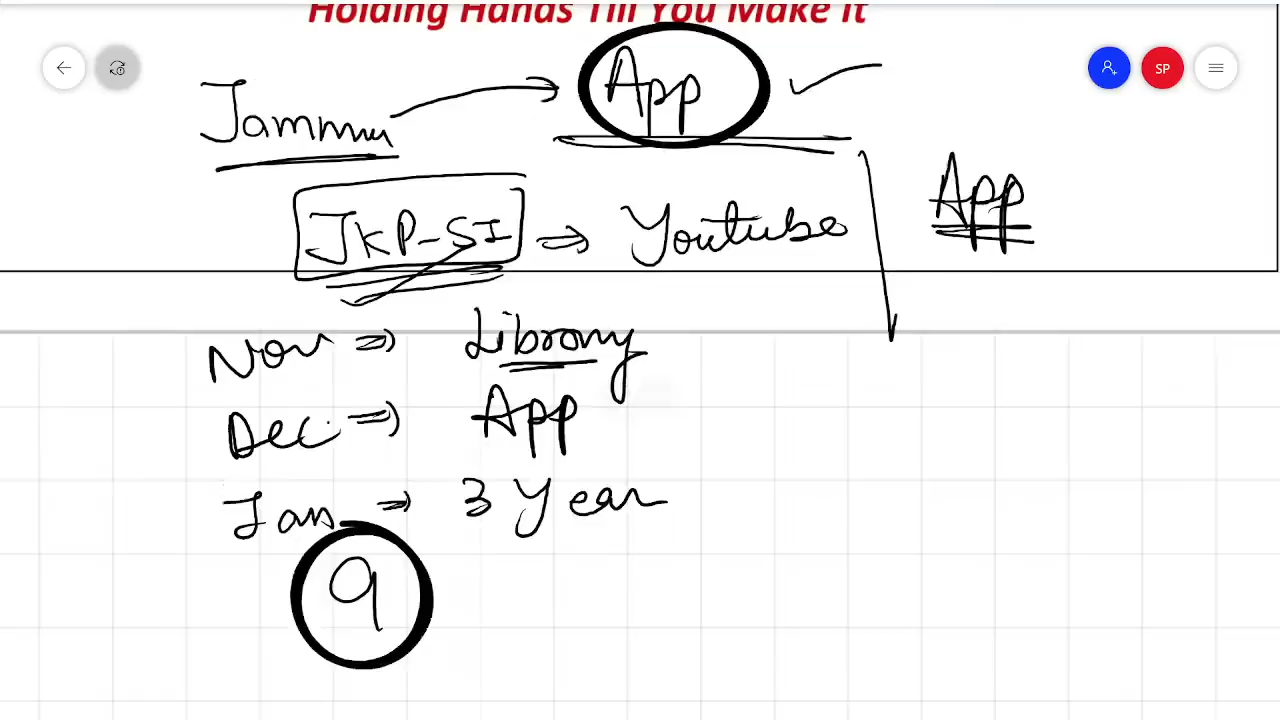 Holding Hands Till You Make It
SP
Jammu → App ✓
JKP-SI ⇒ Youtube
App
Nov ⇒ Library
Dec ⇒ App
Jan → 3 Year
9